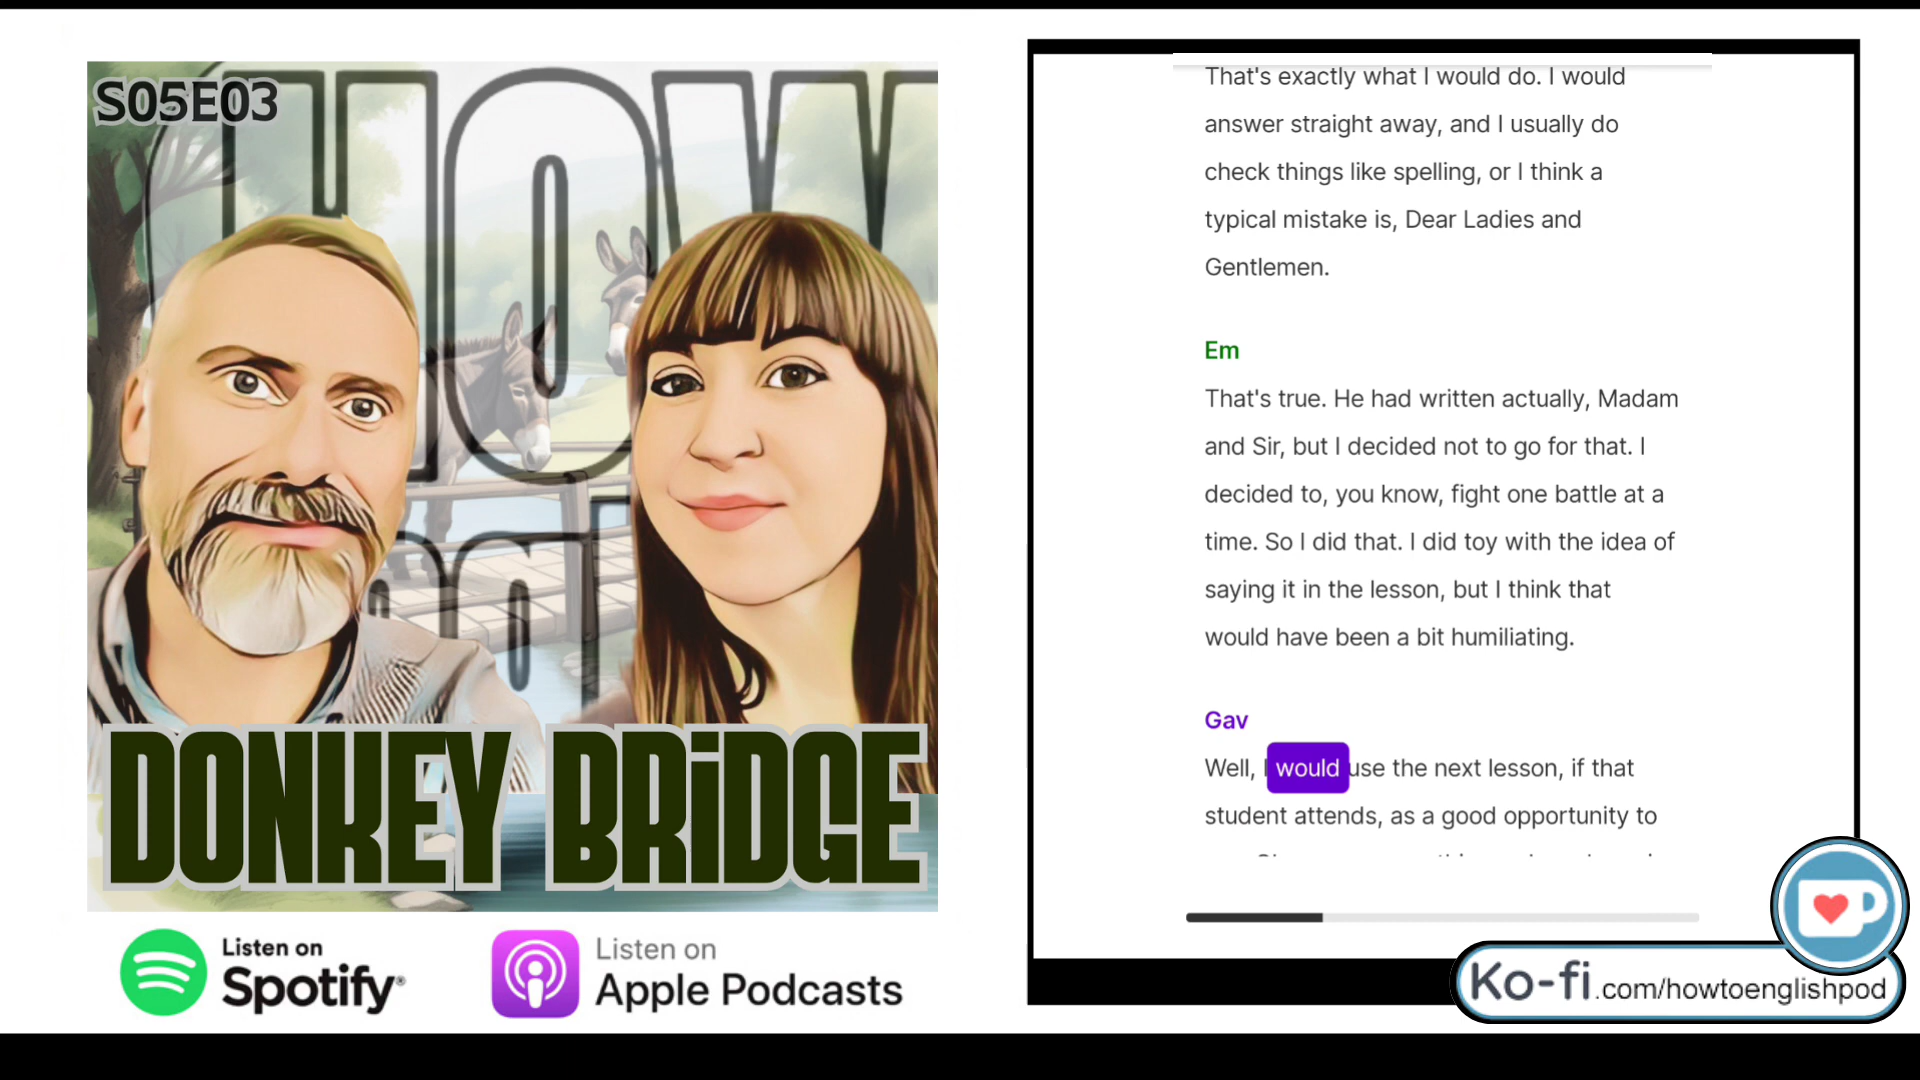 S05E03
HOW
DONKEY BRiDGE
Listen on
Spotify®
Listen on
Apple Podcasts
That's exactly what I would do. I would
answer straight away, and I usually do
check things like spelling, or I think a
typical mistake is, Dear Ladies and
Gentlemen.
Em
That's true. He had written actually, Madam
and Sir, but I decided not to go for that. I
decided to, you know, fight one battle at a
time. So I did that. I did toy with the idea of
saying it in the lesson, but I think that
would have been a bit humiliating.
Gav
Well, I would use the next lesson, if that
student attends, as a good opportunity to
Ko-fi.com/howtoenglishpod